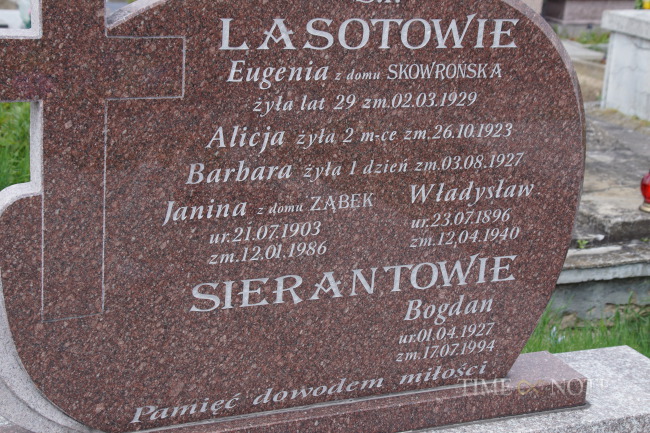 Ś.P.
LASOTOWIE
Eugenia z domu SKOWROŃSKA
żyła lat 29 zm.02.03.1929
Alicja żyła 2 m-ce zm.26.10.1923
Barbara żyła 1 dzień zm.03.08.1927
Janina z domu ZĄBEK
ur.21.07.1903
zm.12.01.1986
Władysław
ur.23.07.1896
zm.12.04.1940
SIERANTOWIE
Bogdan
ur.01.04.1927
zm.17.07.1994
Pamięć dowodem miłości.
TIME NOTE